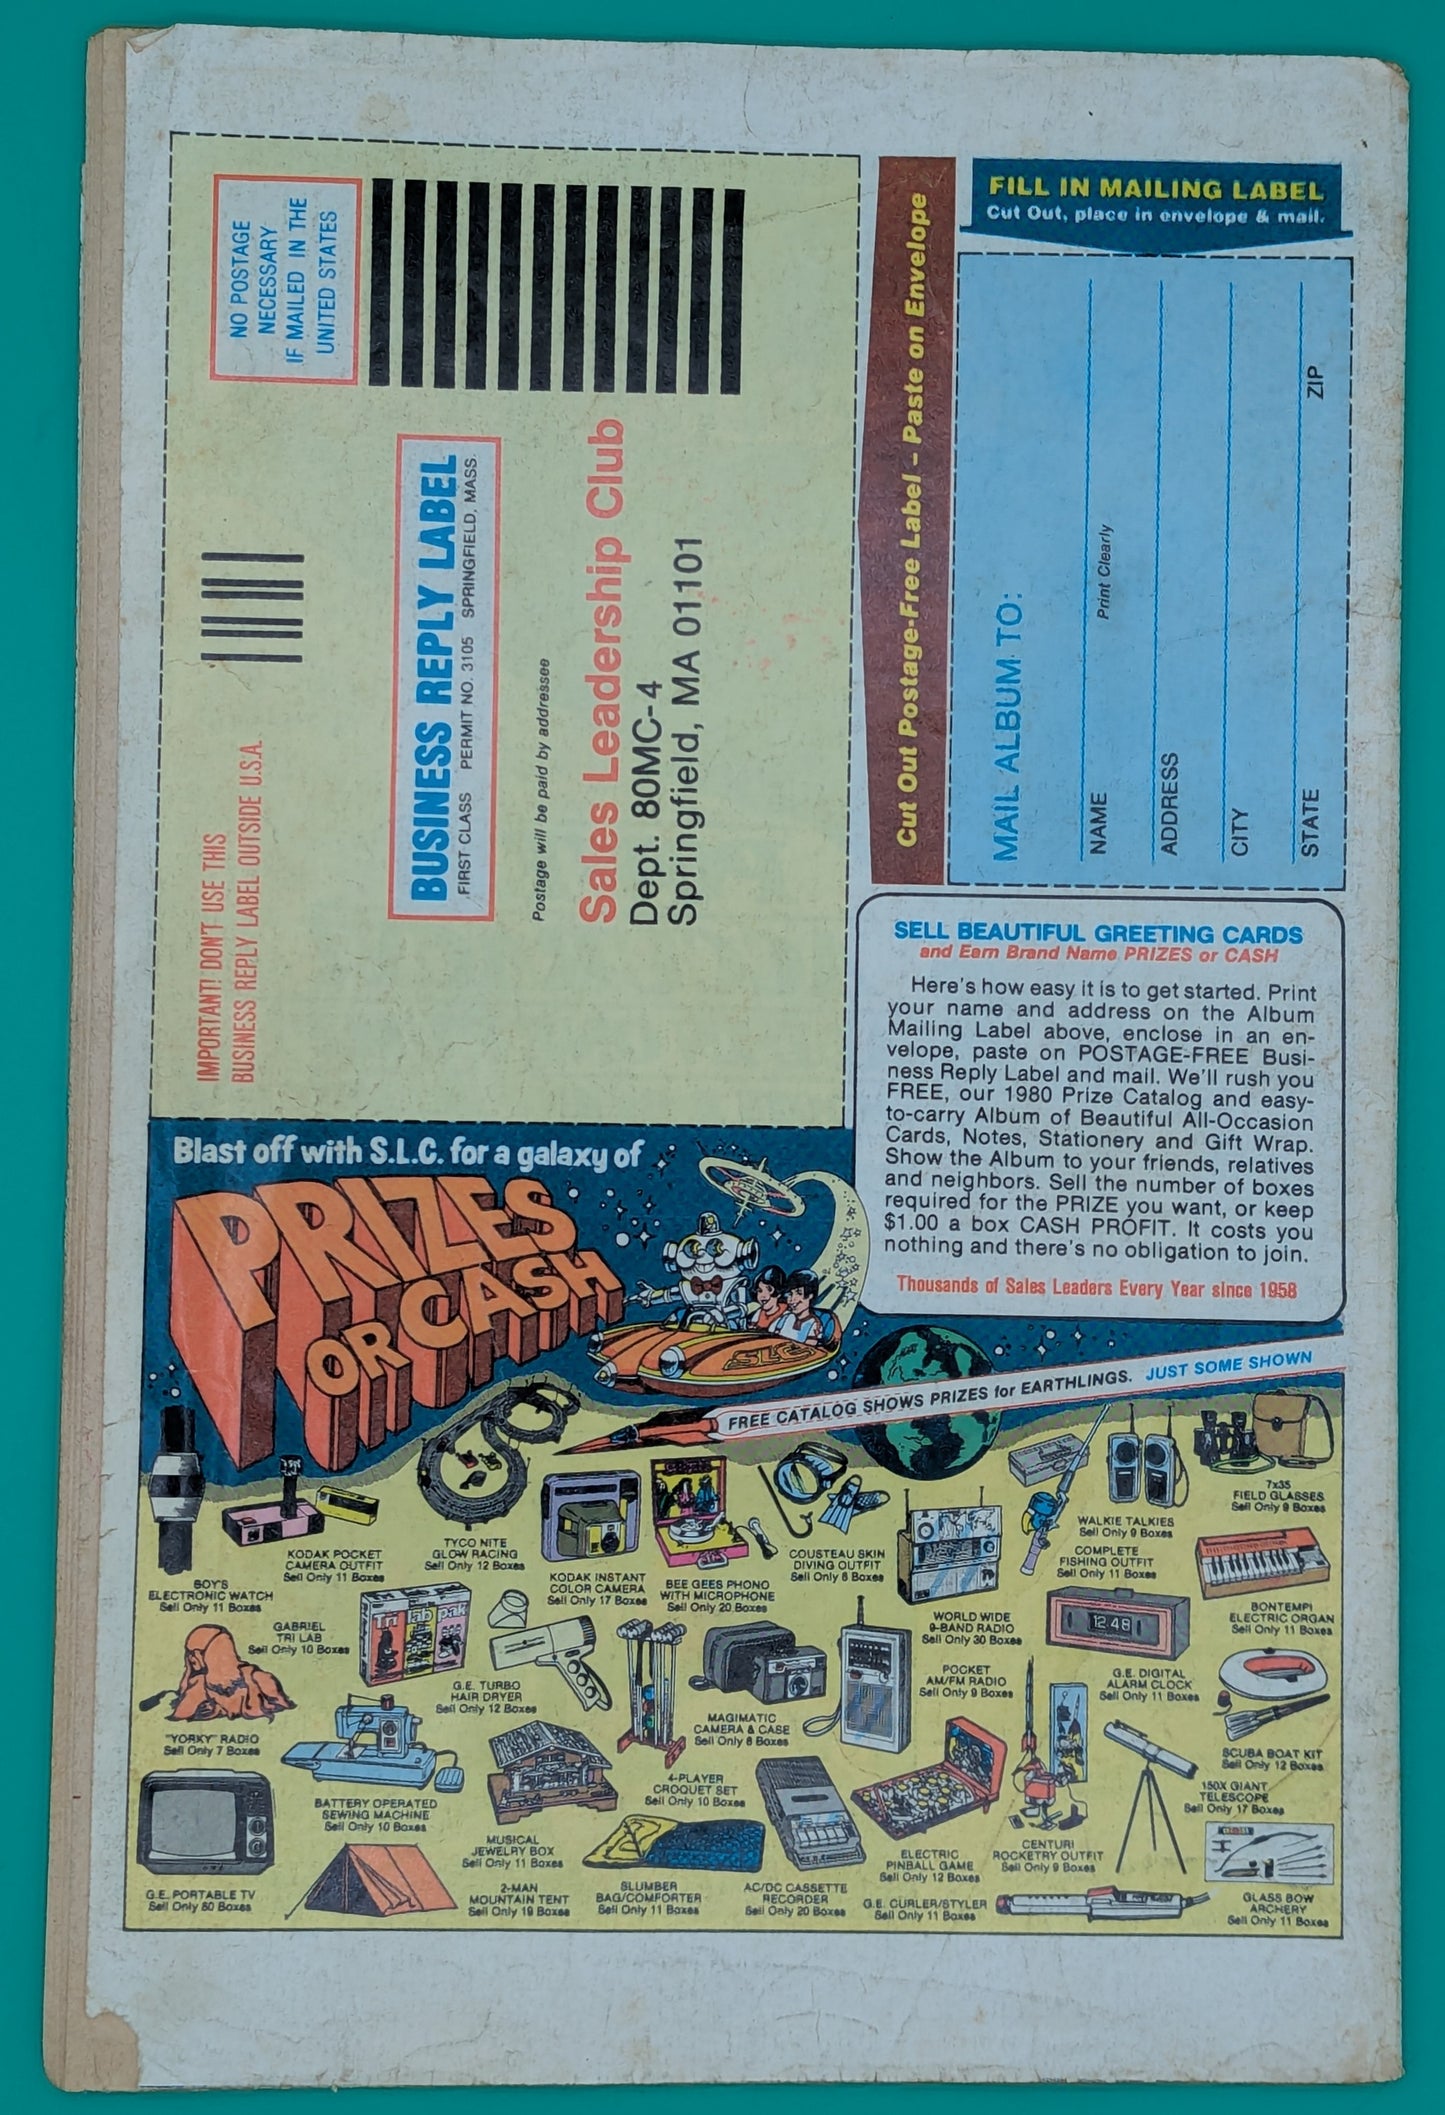 NO POSTAGE
NECESSARY
IF MAILED IN THE
UNITED STATES
IMPORTANT! DON'T USE THIS
BUSINESS REPLY LABEL OUTSIDE U.S.A.
BUSINESS REPLY LABEL
FIRST CLASS PERMIT NO. 3105 SPRINGFIELD, MASS.
Postage will be paid by addressee
Sales Leadership Club
Dept. 80MC-4
Springfield, MA 01101
Cut Out Postage-Free Label – Paste on Envelope
FILL IN MAILING LABEL
Cut Out, place in envelope & mail.
MAIL ALBUM TO:
NAME
Print Clearly
ADDRESS
CITY
STATE
ZIP
SELL BEAUTIFUL GREETING CARDS
and Earn Brand Name PRIZES or CASH
Here's how easy it is to get started. Print
your name and address on the Album
Mailing Label above, enclose in an en-
velope, paste on POSTAGE-FREE Busi-
ness Reply Label and mail. We'll rush you
FREE, our 1980 Prize Catalog and easy-
to-carry Album of Beautiful All-Occasion
Cards, Notes, Stationery and Gift Wrap.
Show the Album to your friends, relatives
and neighbors. Sell the number of boxes
required for the PRIZE you want, or keep
$1.00 a box CASH PROFIT. It costs you
nothing and there's no obligation to join.
Thousands of Sales Leaders Every Year since 1958
Blast off with S.L.C. for a galaxy of
PRIZES
OR CASH
SLC
FREE CATALOG SHOWS PRIZES for EARTHLINGS. JUST SOME SHOWN
BOY'S
ELECTRONIC WATCH
Sell Only 11 Boxes
KODAK POCKET
CAMERA OUTFIT
Sell Only 11 Boxes
TYCO NITE
GLOW RACING
Sell Only 12 Boxes
KODAK INSTANT
COLOR CAMERA
Sell Only 17 Boxes
BEE GEES PHONO
WITH MICROPHONE
Sell Only 20 Boxes
COUSTEAU SKIN
DIVING OUTFIT
Sell Only 8 Boxes
WORLD WIDE
9-BAND RADIO
Sell Only 30 Boxes
COMPLETE
FISHING OUTFIT
Sell Only 11 Boxes
WALKIE TALKIES
Sell Only 9 Boxes
7x35
FIELD GLASSES
Sell Only 9 Boxes
BONTEMPI
ELECTRIC ORGAN
Sell Only 11 Boxes
GABRIEL
TRI LAB
Sell Only 10 Boxes
Tri lab pak
G.E. TURBO
HAIR DRYER
Sell Only 12 Boxes
MAGIMATIC
CAMERA & CASE
Sell Only 8 Boxes
POCKET
AM/FM RADIO
Sell Only 9 Boxes
12:48
G.E. DIGITAL
ALARM CLOCK
Sell Only 11 Boxes
SCUBA BOAT KIT
Sell Only 12 Boxes
"YORKY" RADIO
Sell Only 7 Boxes
BATTERY OPERATED
SEWING MACHINE
Sell Only 10 Boxes
MUSICAL
JEWELRY BOX
Sell Only 11 Boxes
4-PLAYER
CROQUET SET
Sell Only 10 Boxes
ELECTRIC
PINBALL GAME
Sell Only 12 Boxes
CENTURI
ROCKETRY OUTFIT
Sell Only 9 Boxes
150X GIANT
TELESCOPE
Sell Only 17 Boxes
G.E. PORTABLE TV
Sell Only 80 Boxes
2-MAN
MOUNTAIN TENT
Sell Only 19 Boxes
SLUMBER
BAG/COMFORTER
Sell Only 11 Boxes
AC/DC CASSETTE
RECORDER
Sell Only 20 Boxes
G.E. CURLER/STYLER
Sell Only 11 Boxes
GLASS BOW
ARCHERY
Sell Only 11 Boxes